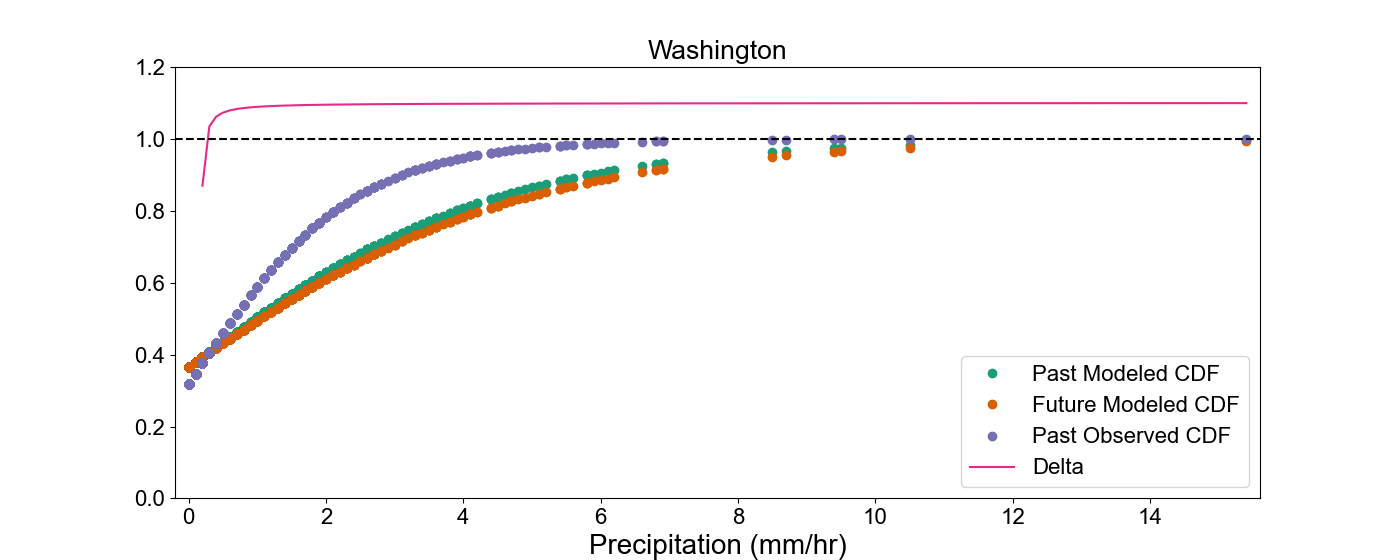 Washington
1.2
1.0
0.8
0.6
0.4
0.2
0.0
0 2 4 6 8 10 12 14
Precipitation (mm/hr)
Past Modeled CDF
Future Modeled CDF
Past Observed CDF
Delta